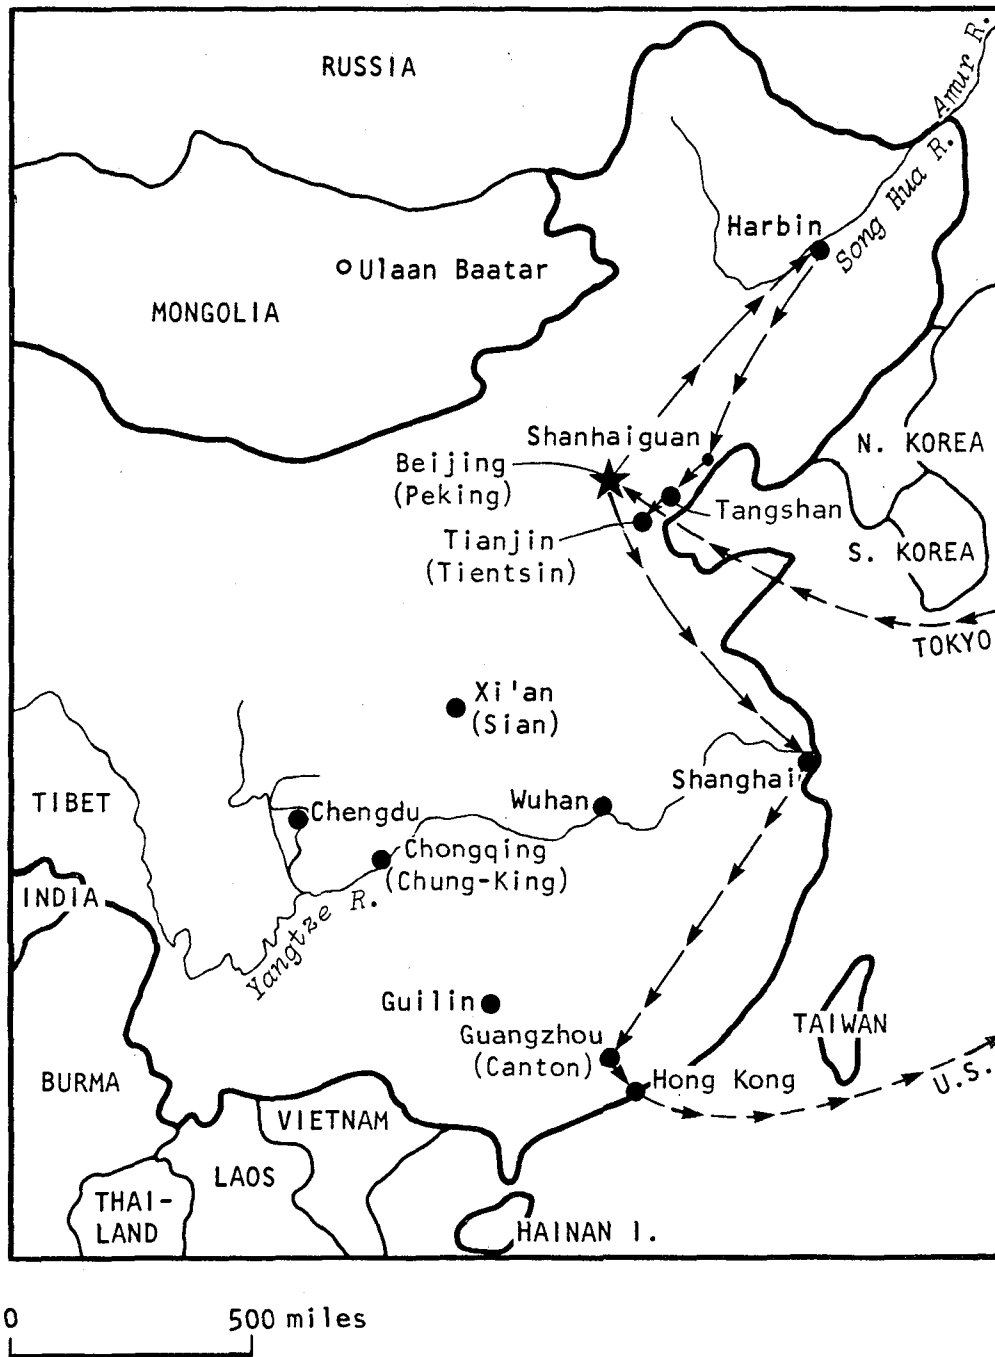 RUSSIA
Amur R.
Song Hua R.
Harbin
Ulaan Baatar
MONGOLIA
Shanhaiguan
N. KOREA
Beijing
(Peking)
Tangshan
Tianjin
(Tientsin)
S. KOREA
TOKYO
Xi'an
(Sian)
Shanghai
TIBET
Chengdu
Wuhan
Chongqing
(Chung-King)
INDIA
Yangtze R.
Guilin
Guangzhou
(Canton)
TAIWAN
Hong Kong
U.S.
BURMA
VIETNAM
LAOS
THAI-
LAND
HAINAN I.
0 500 miles